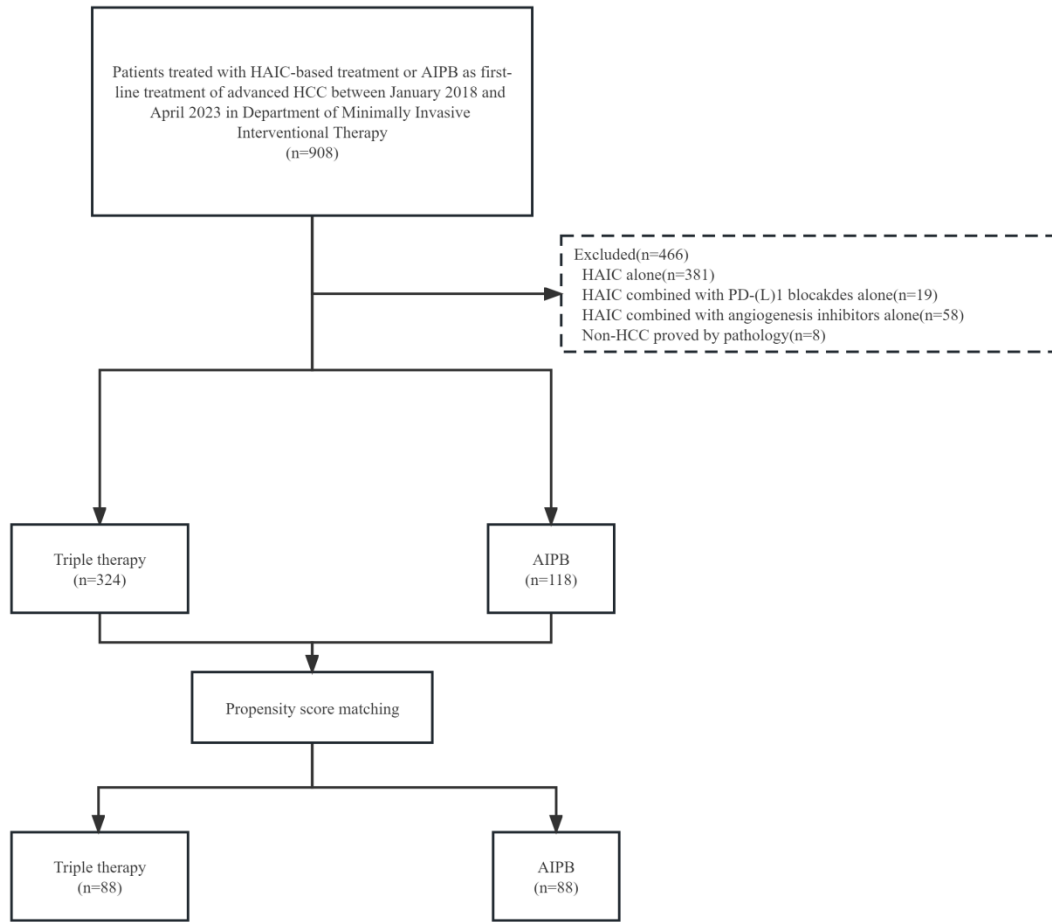 Patients treated with HAIC-based treatment or AIPB as first-
line treatment of advanced HCC between January 2018 and
April 2023 in Department of Minimally Invasive
Interventional Therapy
(n=908)
Excluded(n=466)
HAIC alone(n=381)
HAIC combined with PD-(L)1 blocakdes alone(n=19)
HAIC combined with angiogenesis inhibitors alone(n=58)
Non-HCC proved by pathology(n=8)
Triple therapy
(n=324)
AIPB
(n=118)
Propensity score matching
Triple therapy
(n=88)
AIPB
(n=88)